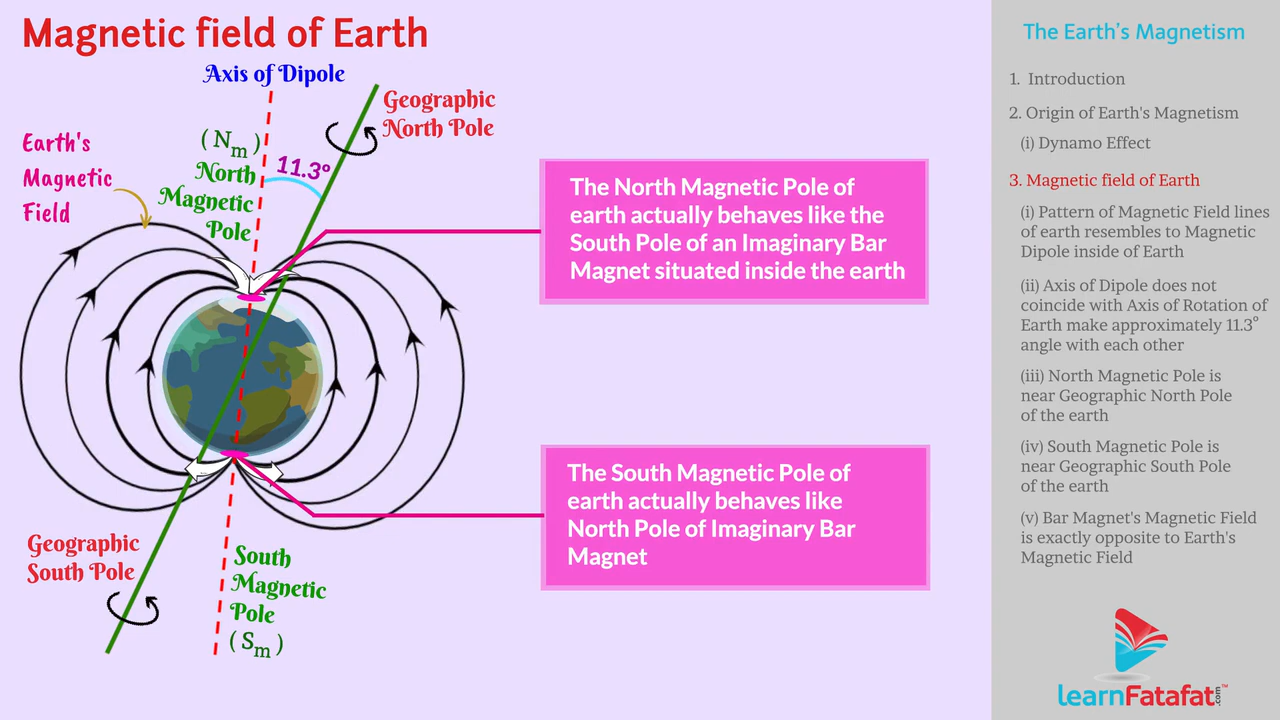 Magnetic field of Earth
Axis of Dipole
Geographic
North Pole
(Nm)
North
Magnetic
Pole
11.3°
Earth's
Magnetic
Field
The North Magnetic Pole of
earth actually behaves like the
South Pole of an Imaginary Bar
Magnet situated inside the earth
The South Magnetic Pole of
earth actually behaves like
North Pole of Imaginary Bar
Magnet
Geographic
South Pole
South
Magnetic
Pole
(Sm)
The Earth's Magnetism
1. Introduction
2. Origin of Earth's Magnetism
(i) Dynamo Effect
3. Magnetic field of Earth
(i) Pattern of Magnetic Field lines
of earth resembles to Magnetic
Dipole inside of Earth
(ii) Axis of Dipole does not
coincide with Axis of Rotation of
Earth make approximately 11.3°
angle with each other
(iii) North Magnetic Pole is
near Geographic North Pole
of the earth
(iv) South Magnetic Pole is
near Geographic South Pole
of the earth
(v) Bar Magnet's Magnetic Field
is exactly opposite to Earth's
Magnetic Field
learnFatafat.com™